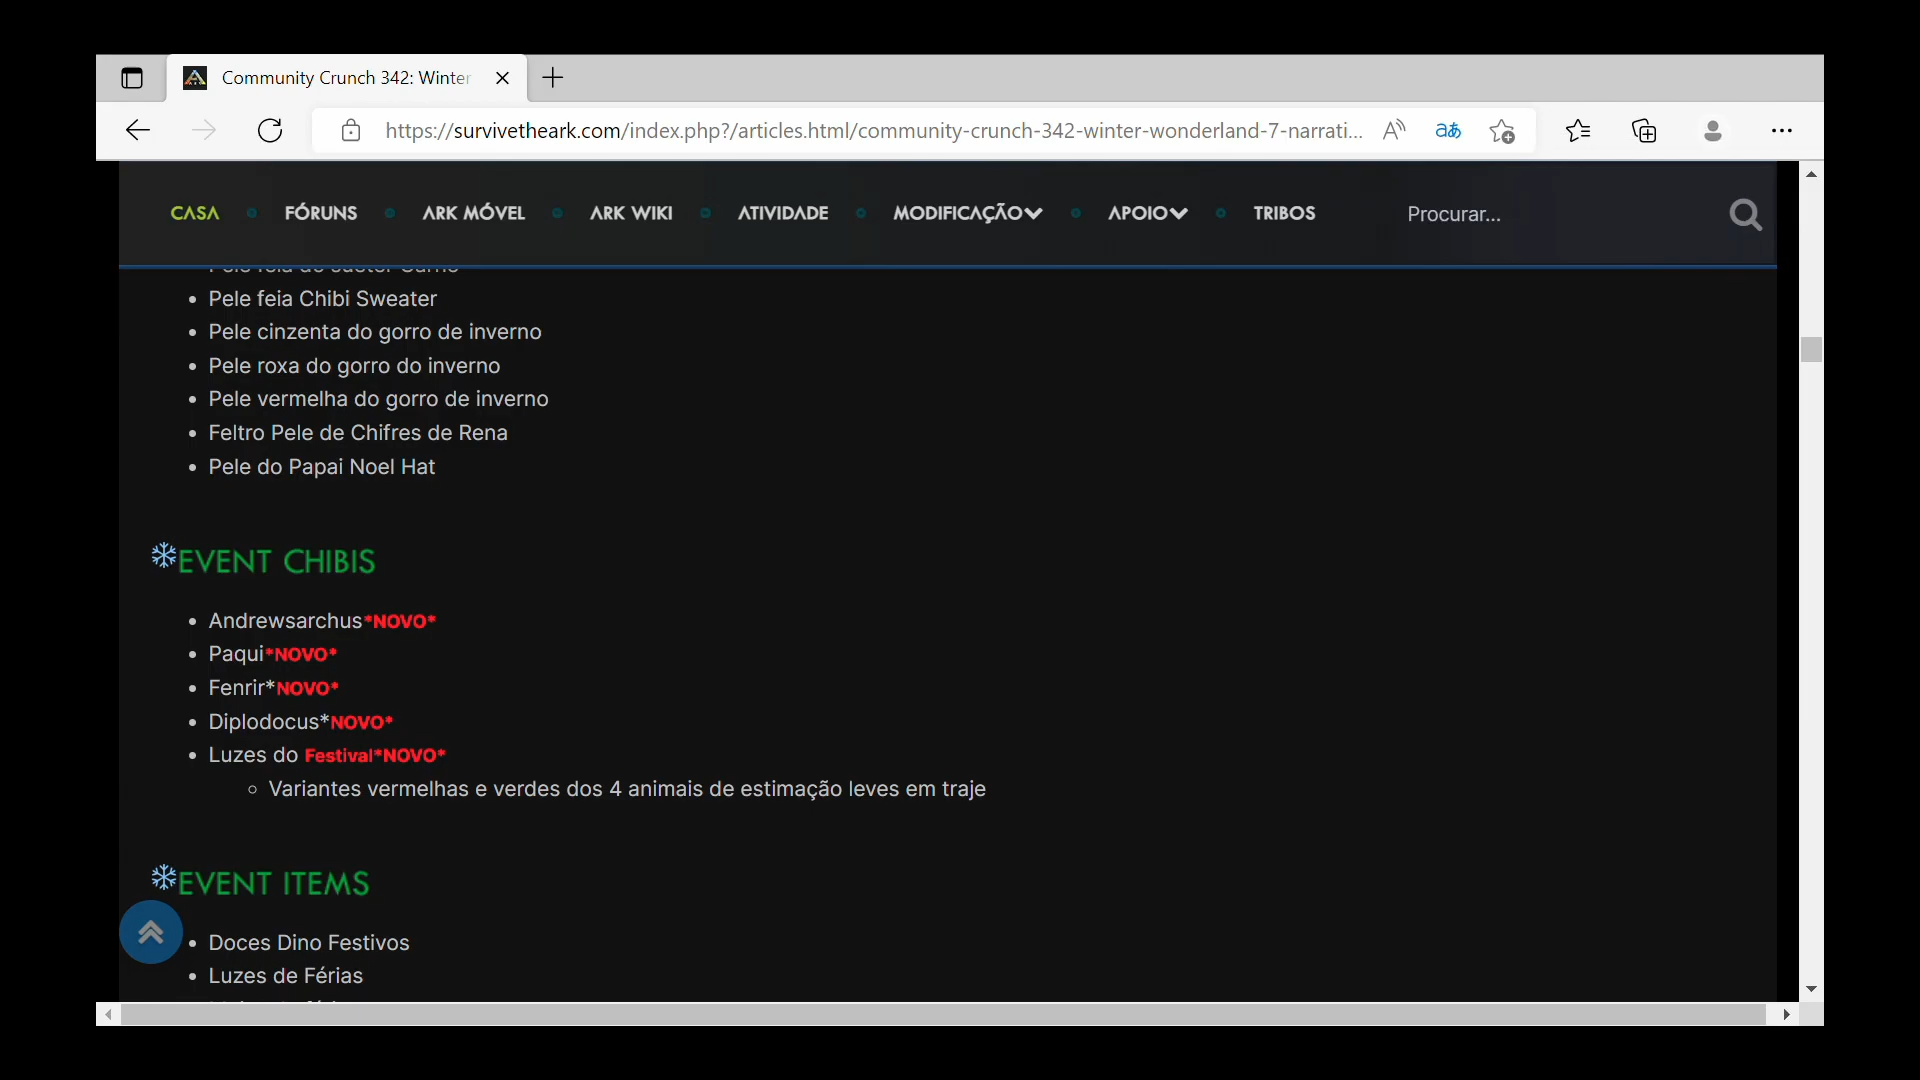 Community Crunch 342: Winter
https://survivetheark.com/index.php?/articles.html/community-crunch-342-winter-wonderland-7-narrati...
CASA
FÓRUNS
ARK MÓVEL
ARK WIKI
ATIVIDADE
MODIFICAÇÃO
APOIO
TRIBOS
Procurar...
Pele feia Chibi Sweater
Pele cinzenta do gorro de inverno
Pele roxa do gorro do inverno
Pele vermelha do gorro de inverno
Feltro Pele de Chifres de Rena
Pele do Papai Noel Hat
EVENT CHIBIS
Andrewsarchus*NOVO*
Paqui*NOVO*
Fenrir*NOVO*
Diplodocus*NOVO*
Luzes do Festival*NOVO*
Variantes vermelhas e verdes dos 4 animais de estimação leves em traje
EVENT ITEMS
Doces Dino Festivos
Luzes de Férias